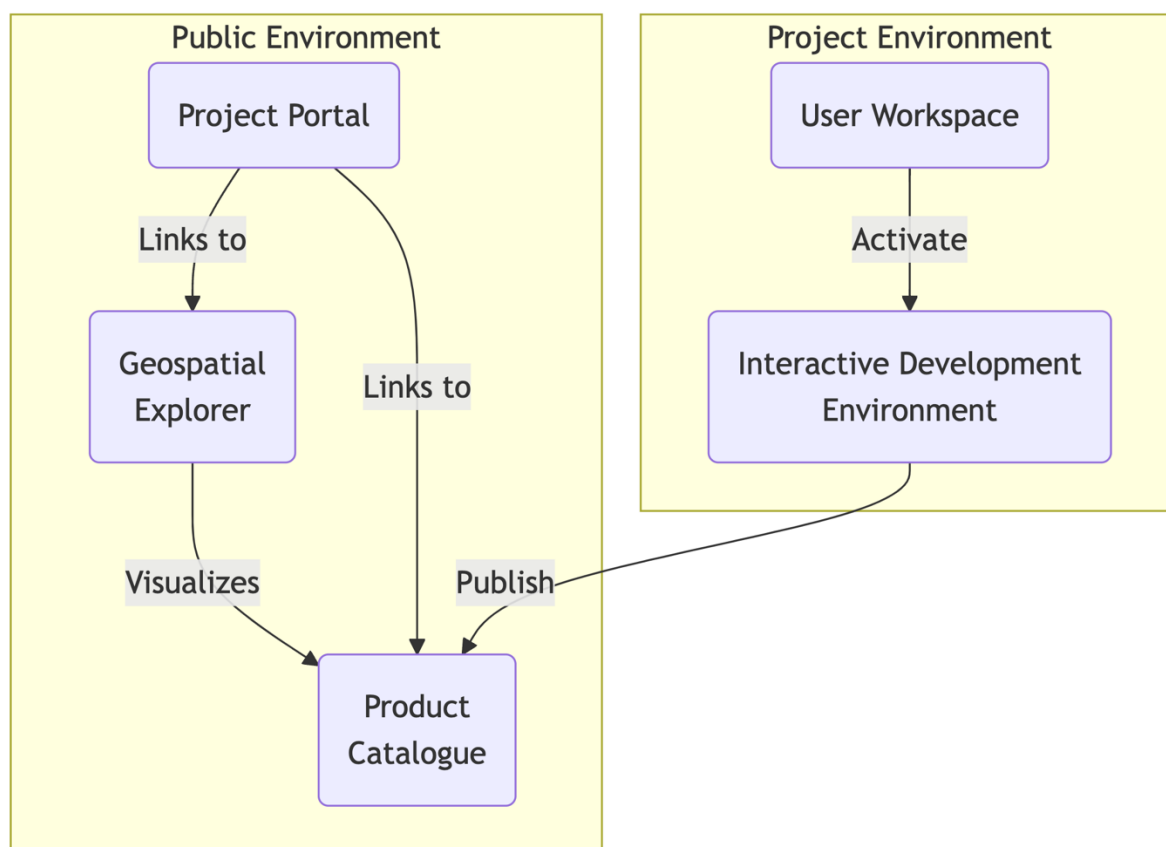 Public Environment
Project Environment
Project Portal
User Workspace
Links to
Activate
Geospatial
Explorer
Links to
Interactive Development
Environment
Visualizes
Publish
Product
Catalogue